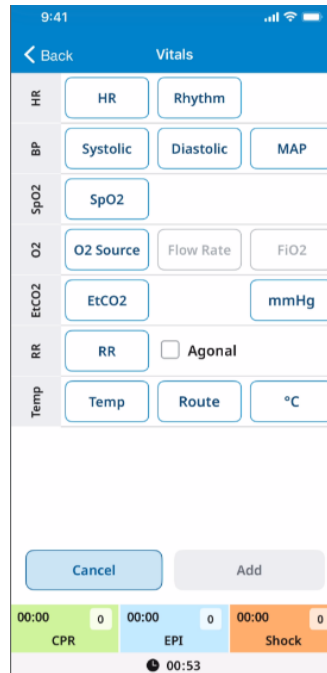 9:41
Back Vitals
HR HR Rhythm
BP Systolic Diastolic MAP
SpO2 SpO2
O2 O2 Source Flow Rate FiO2
EtCO2 EtCO2 mmHg
RR RR Agonal
Temp Temp Route °C
Cancel Add
00:00 0 00:00 0 00:00 0
CPR EPI Shock
00:53